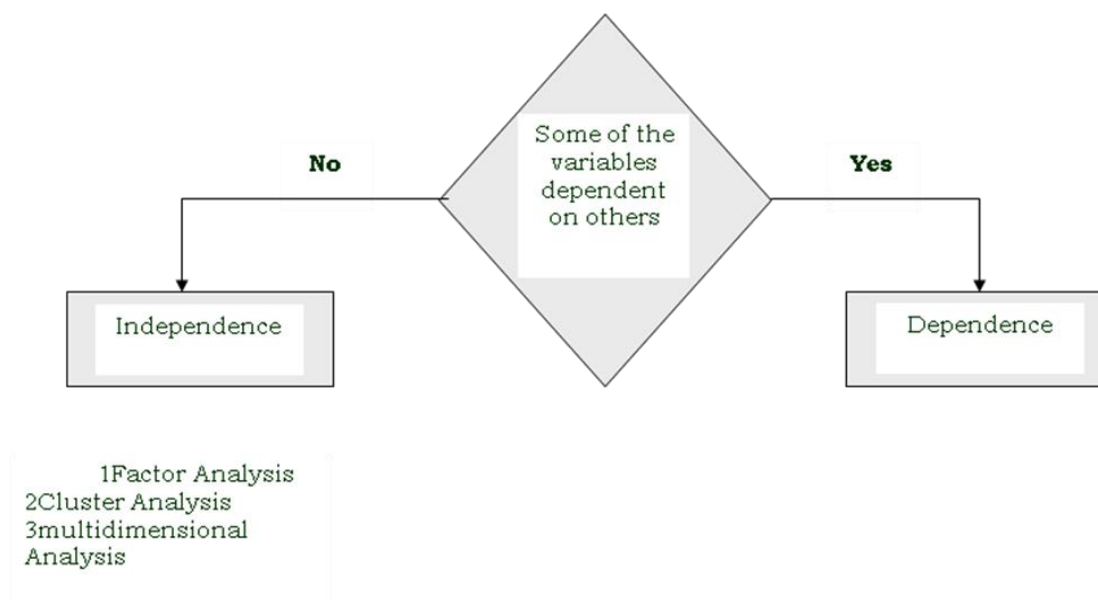 Some of the
variables
dependent
on others
No
Yes
Independence
Dependence
1Factor Analysis
2Cluster Analysis
3multidimensional
Analysis